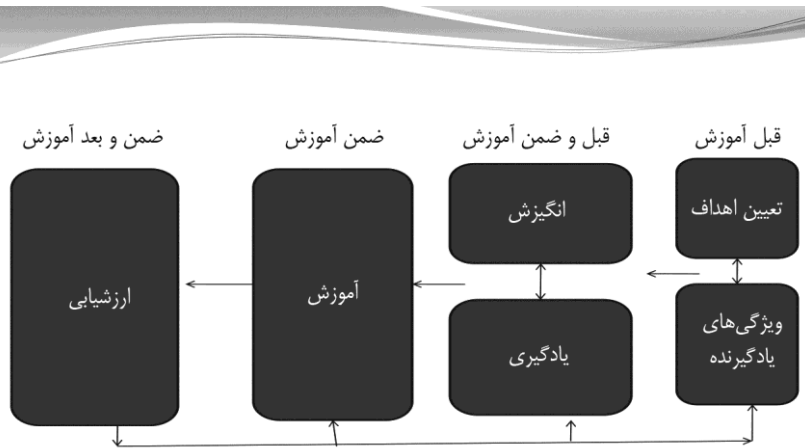 قبل آموزش
قبل و ضمن آموزش
ضمن آموزش
ضمن و بعد آموزش
تعیین اهداف
ویژگی‌های
یادگیرنده
انگیزش
یادگیری
آموزش
ارزشیابی